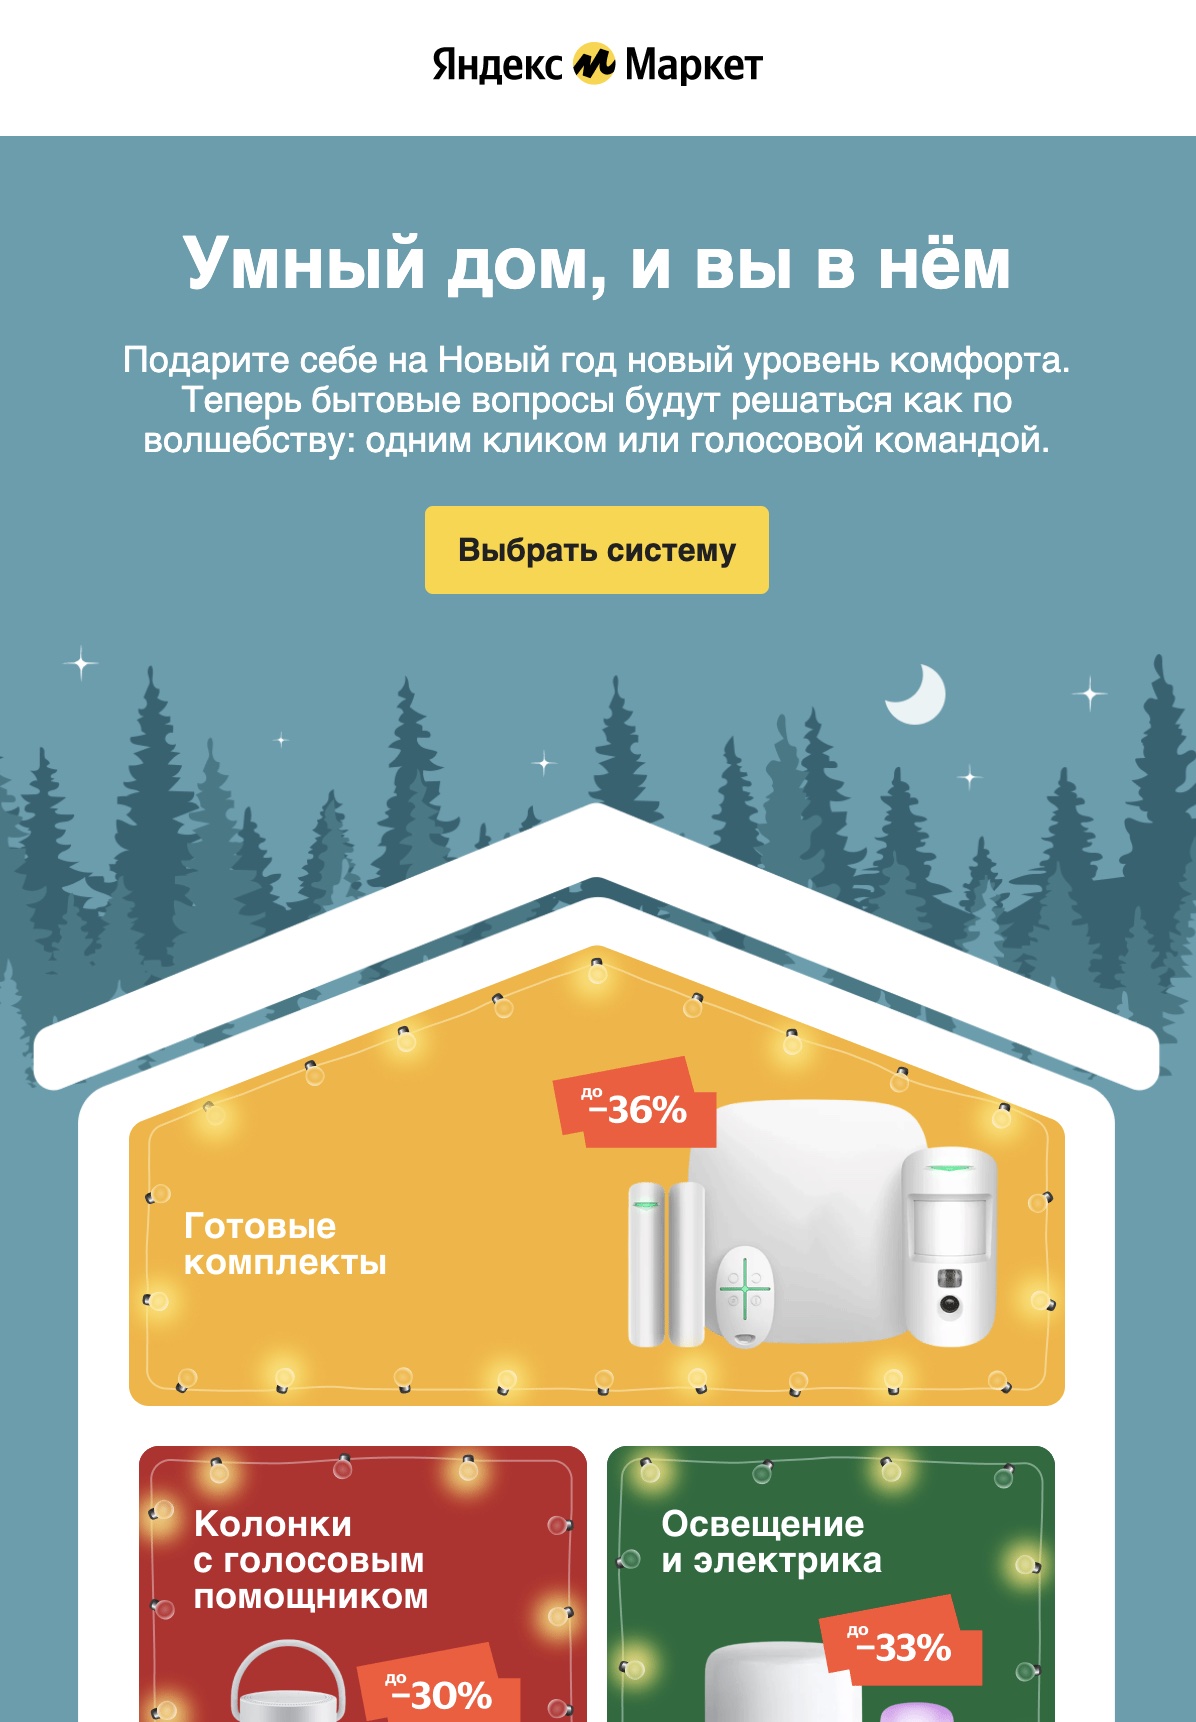 Яндекс Маркет
Умный дом, и вы в нём
Подарите себе на Новый год новый уровень комфорта.
Теперь бытовые вопросы будут решаться как по
волшебству: одним кликом или голосовой командой.
Выбрать систему
до
−36%
Готовые
комплекты
Колонки
с голосовым
помощником
до
−30%
Освещение
и электрика
до
−33%